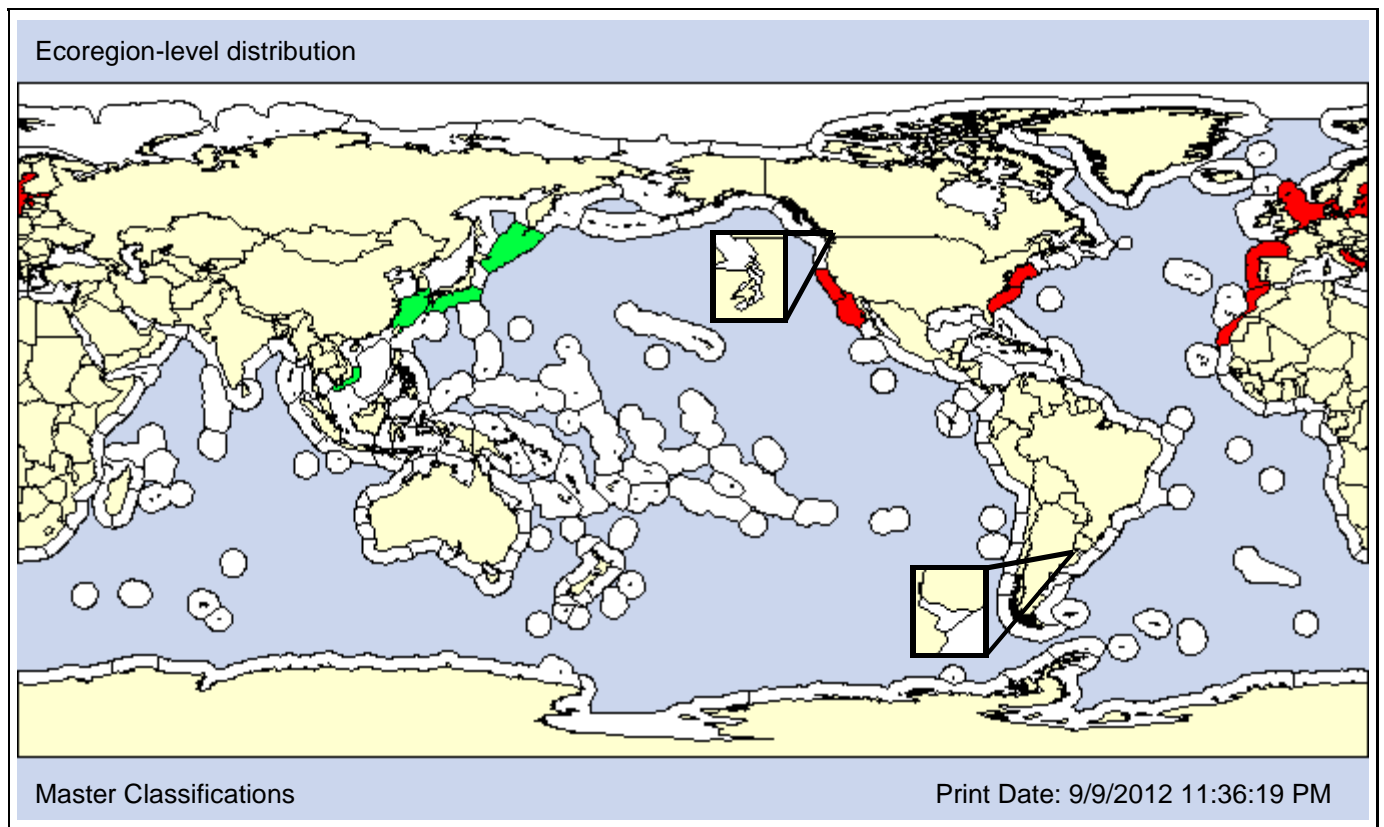 Ecoregion-level distribution
Master Classifications
Print Date: 9/9/2012 11:36:19 PM